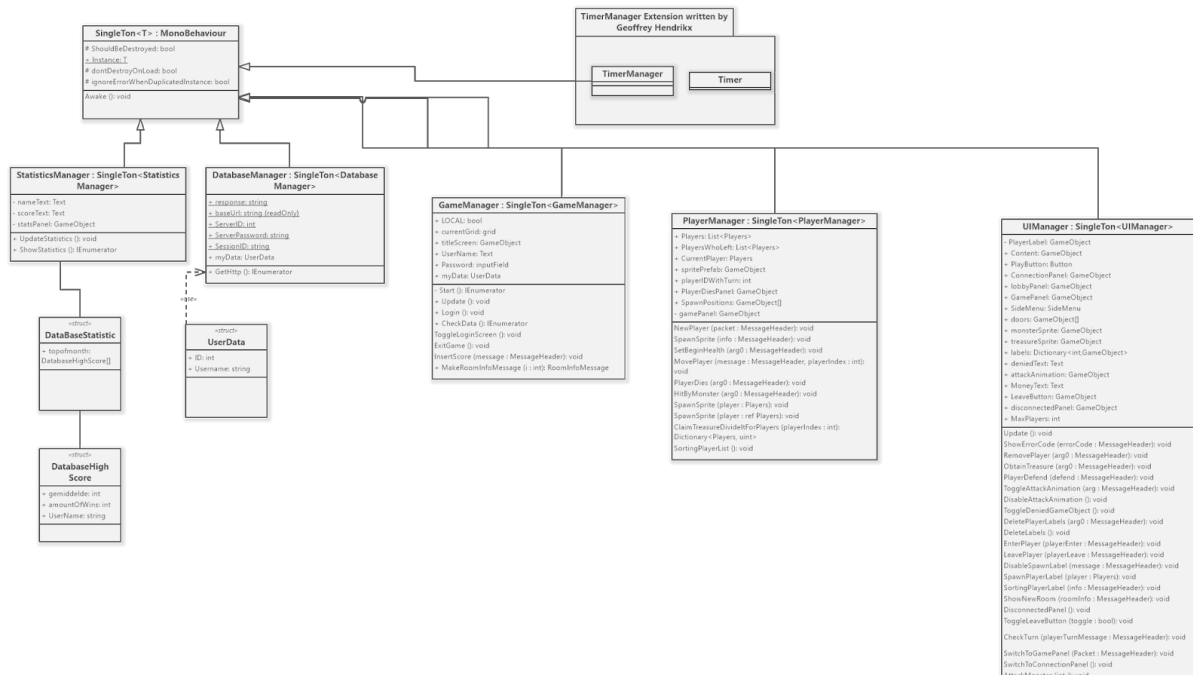 SingleTon<T> : MonoBehaviour
# ShouldBeDestroyed: bool
+ Instance: T
# dontDestroyOnLoad: bool
# ignoreErrorWhenDuplicatedInstance: bool
Awake (): void
TimerManager Extension written by
Geoffrey Hendrikx
TimerManager
Timer
StatisticsManager : SingleTon<Statistics
Manager>
- nameText: Text
- scoreText: Text
- statsPanel: GameObject
+ UpdateStatistics (): void
+ ShowStatistics (): IEnumerator
DatabaseManager : SingleTon<Database
Manager>
+ response: string
+ baseUrl: string (readOnly)
+ ServerID: int
+ ServerPassword: string
+ SessionID: string
+ myData: UserData
+ GetHttp (): IEnumerator
«use»
«struct»
DataBaseStatistic
+ topofmonth:
DatabaseHighScore[]
«struct»
UserData
+ ID: int
+ Username: string
«struct»
DatabaseHigh
Score
+ gemiddelde: int
+ amountOfWins: int
+ UserName: string
GameManager : SingleTon<GameManager>
+ LOCAL: bool
+ currentGrid: grid
+ titleScreen: GameObject
+ UserName: Text
+ Password: inputField
+ myData: UserData
- Start (): IEnumerator
+ Update (): void
+ Login (): void
+ CheckData (): IEnumerator
ToggleLoginScreen (): void
ExitGame (): void
InsertScore (message : MessageHeader): void
+ MakeRoomInfoMessage (i : int): RoomInfoMessage
PlayerManager : SingleTon<PlayerManager>
+ Players: List<Players>
+ PlayersWhoLeft: List<Players>
+ CurrentPlayer: Players
+ spritePrefab: GameObject
+ playerIDWithTurn: int
+ PlayerDiesPanel: GameObject
+ SpawnPositions: GameObject[]
- gamePanel: GameObject
NewPlayer (packet : MessageHeader): void
SpawnSprite (info : MessageHeader): void
SetBeginHealth (arg0 : MessageHeader): void
MovePlayer (message : MessageHeader, playerIndex : int):
void
PlayerDies (arg0 : MessageHeader): void
HitByMonster (arg0 : MessageHeader): void
SpawnSprite (player : Players): void
SpawnSprite (player : ref Players): void
ClaimTreasureDivideItForPlayers (playerIndex : int):
Dictionary<Players, uint>
SortingPlayerList (): void
UIManager : SingleTon<UIManager>
- PlayerLabel: GameObject
+ Content: GameObject
+ PlayButton: Button
+ ConnectionPanel: GameObject
+ lobbyPanel: GameObject
+ GamePanel: GameObject
+ SideMenu: SideMenu
+ doors: GameObject[]
+ monsterSprite: GameObject
+ treasureSprite: GameObject
+ labels: Dictionary<int,GameObject>
+ deniedText: Text
+ attackAnimation: GameObject
+ MoneyText: Text
+ LeaveButton: GameObject
+ disconnectedPanel: GameObject
+ MaxPlayers: int
Update (): void
ShowErrorCode (errorCode : MessageHeader): void
RemovePlayer (arg0 : MessageHeader): void
ObtainTreasure (arg0 : MessageHeader): void
PlayerDefend (defend : MessageHeader): void
ToggleAttackAnimation (arg : MessageHeader): void
DisableAttackAnimation (): void
ToggleDeniedGameObject (): void
DeletePlayerLabels (arg0 : MessageHeader): void
DeleteLabels (): void
EnterPlayer (playerEnter : MessageHeader): void
LeavePlayer (playerLeave : MessageHeader): void
DisableSpawnLabel (message : MessageHeader): void
SpawnPlayerLabel (player : Players): void
SortingPlayerLabel (info : MessageHeader): void
ShowNewRoom (roomInfo : MessageHeader): void
DisconnectedPanel (): void
ToggleLeaveButton (toggle : bool): void
CheckTurn (playerTurnMessage : MessageHeader): void
SwitchToGamePanel (Packet : MessageHeader): void
SwitchToConnectionPanel (): void